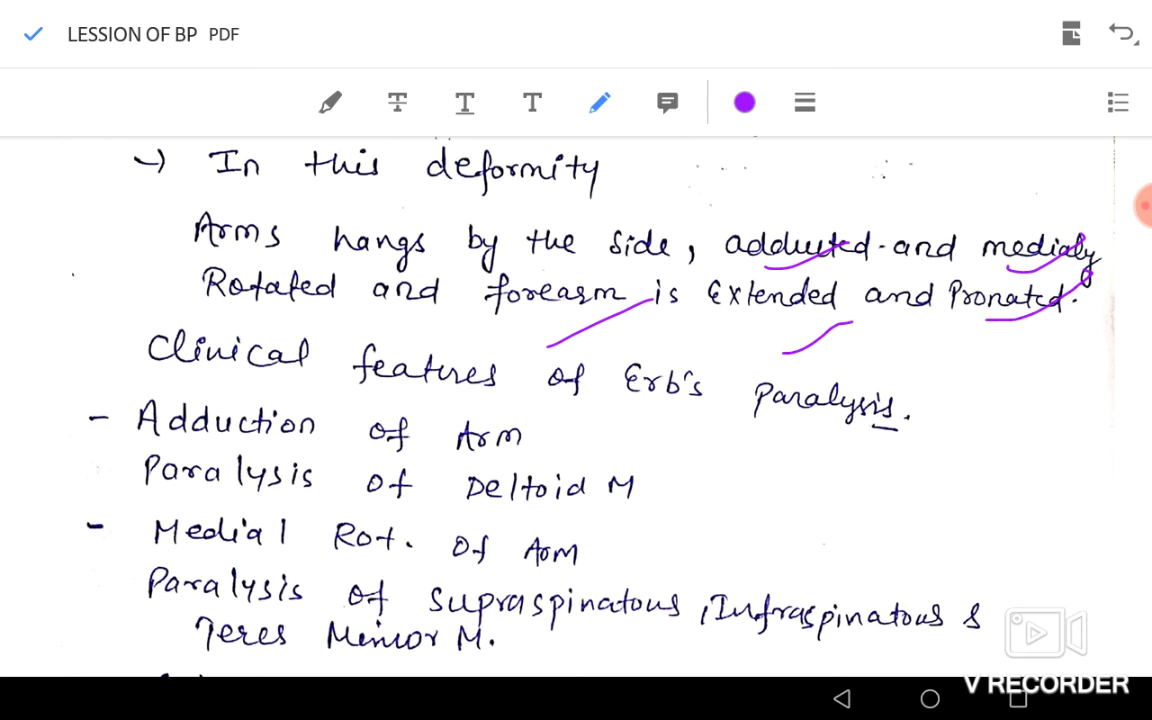 LESSION OF BP PDF
In this deformity
Arms hangs by the side, adducted and medialy
Rotated and forearm is Extended and Pronated.
Clinical features of Erb's paralysis.
- Adduction of Arm
Paralysis of Deltoid M
- Medial Rot. of Arm
Paralysis of supraspinatous, Infraspinatous &
Teres Menior M.
V RECORDER